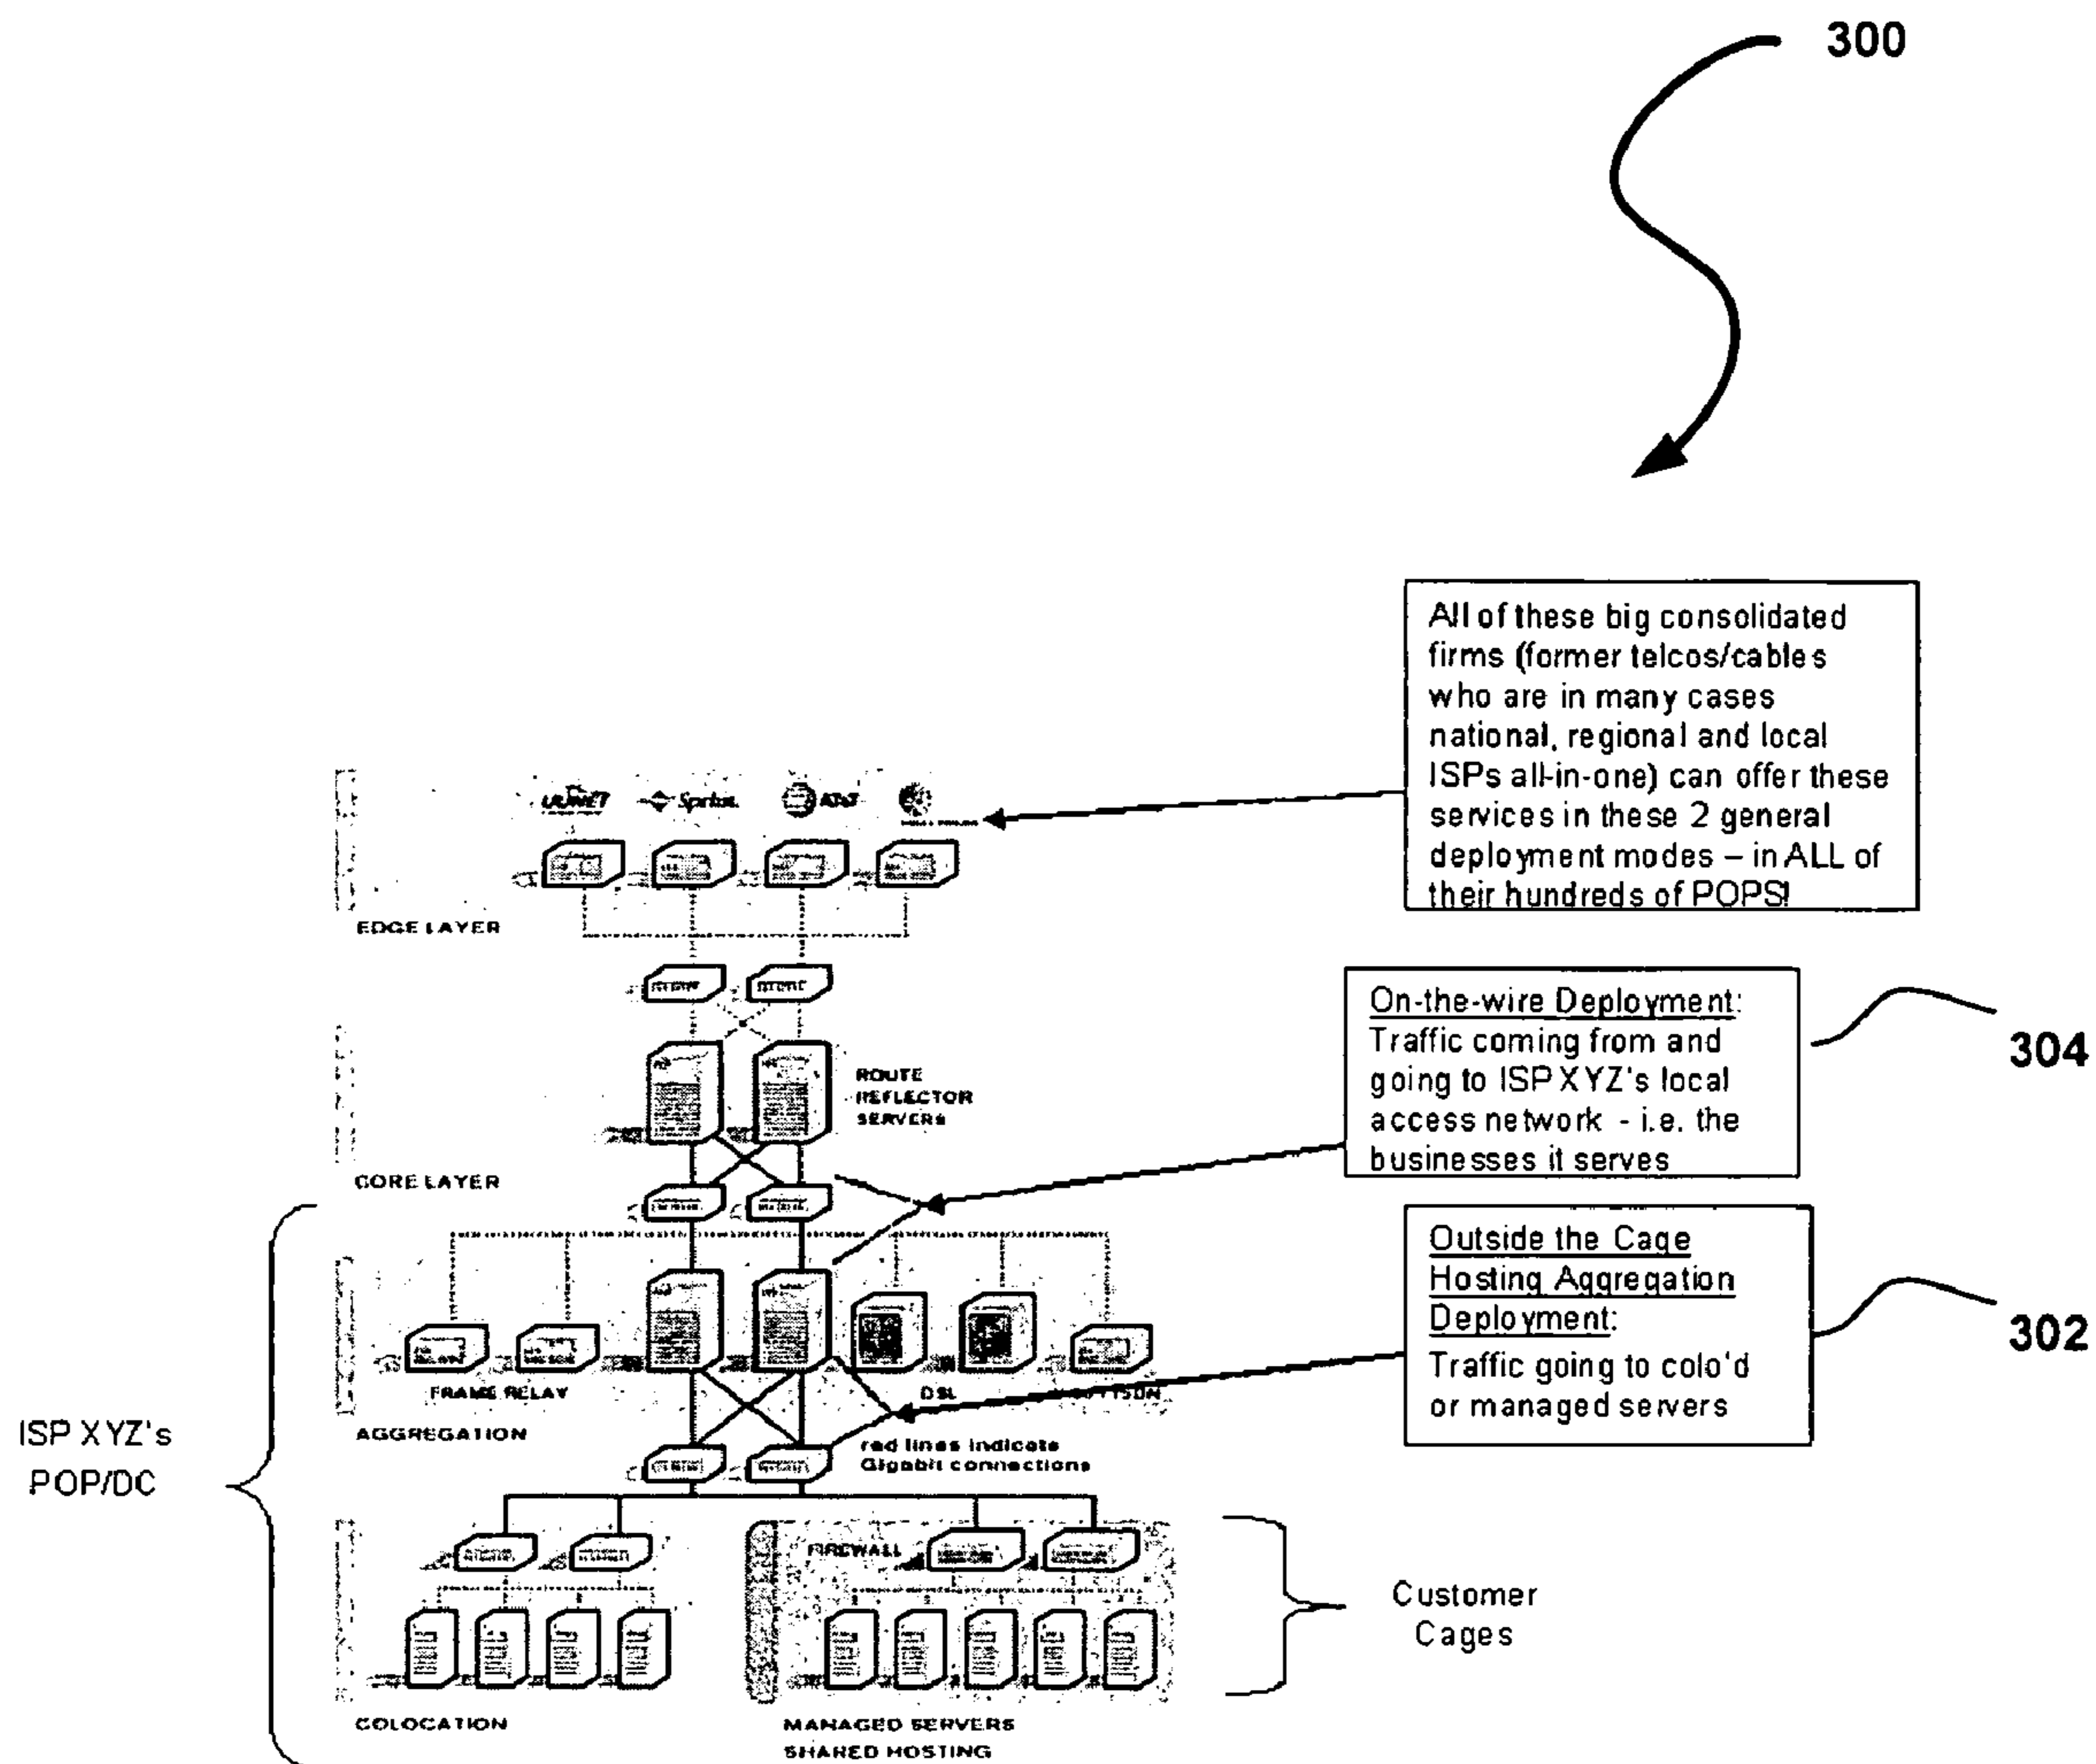 300
All of these big consolidated
firms (former telcos/cables
who are in many cases
national, regional and local
ISPs all-in-one) can offer these
services in these 2 general
deployment modes – in ALL of
their hundreds of POPS!
UUNET Sprint. AT&T
EDGE LAYER
On-the-wire Deployment:
Traffic coming from and
going to ISP XYZ's local
access network - i.e. the
businesses it serves
304
ROUTE
REFLECTOR
SERVERS
CORE LAYER
Outside the Cage
Hosting Aggregation
Deployment:
Traffic going to colo'd
or managed servers
302
FRAME RELAY
DSL
ISDN
AGGREGATION
red lines indicate
Gigabit connections
ISP XYZ's
POP/DC
FIREWALL
Customer
Cages
COLOCATION
MANAGED SERVERS
SHARED HOSTING